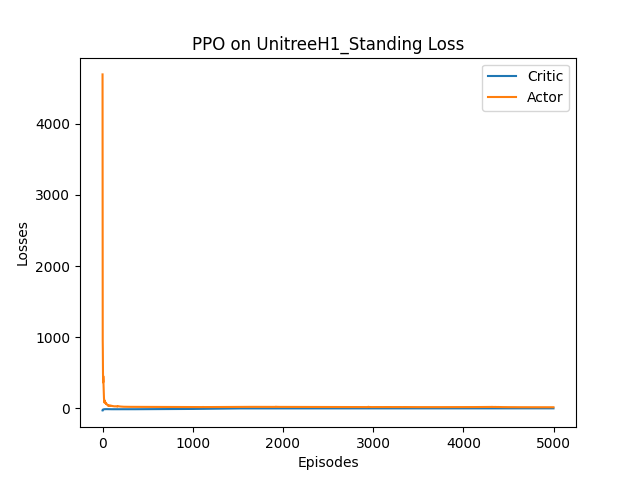 PPO on UnitreeH1_Standing Loss
Critic
Actor
4000
3000
2000
1000
0
Losses
0 1000 2000 3000 4000 5000
Episodes